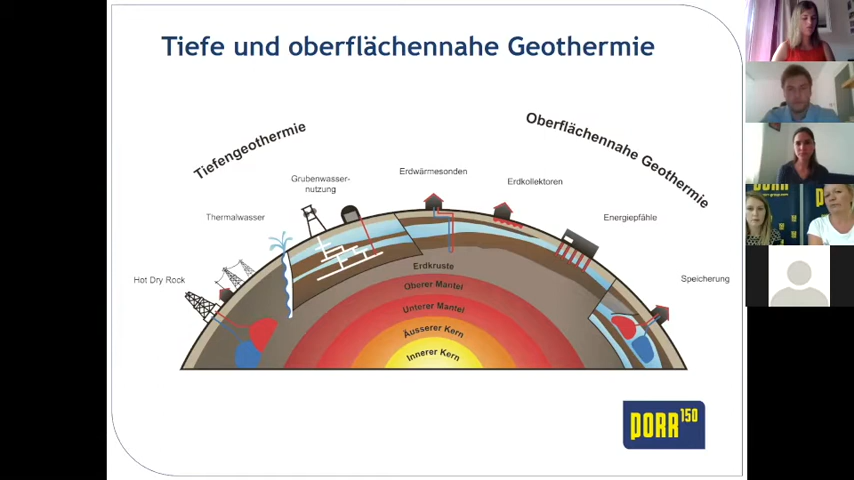 Tiefe und oberflächennahe Geothermie
Tiefengeothermie
Oberflächennahe Geothermie
Grubenwasser-
nutzung
Erdwärmesonden
Erdkollektoren
Thermalwasser
Energiepfähle
Hot Dry Rock
Speicherung
Erdkruste
Oberer Mantel
Unterer Mantel
Äusserer Kern
Innerer Kern
PORR 150
PORR